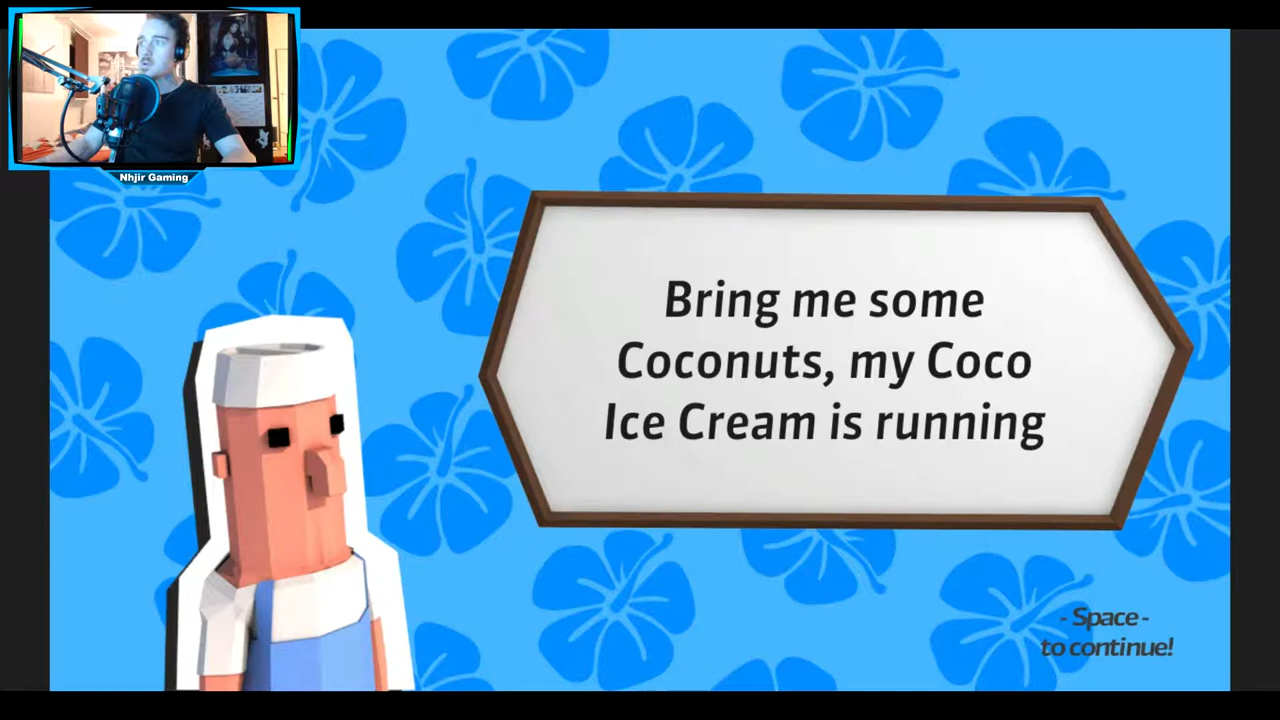 Nhjir Gaming
Bring me some
Coconuts, my Coco
Ice Cream is running
- Space -
to continue!